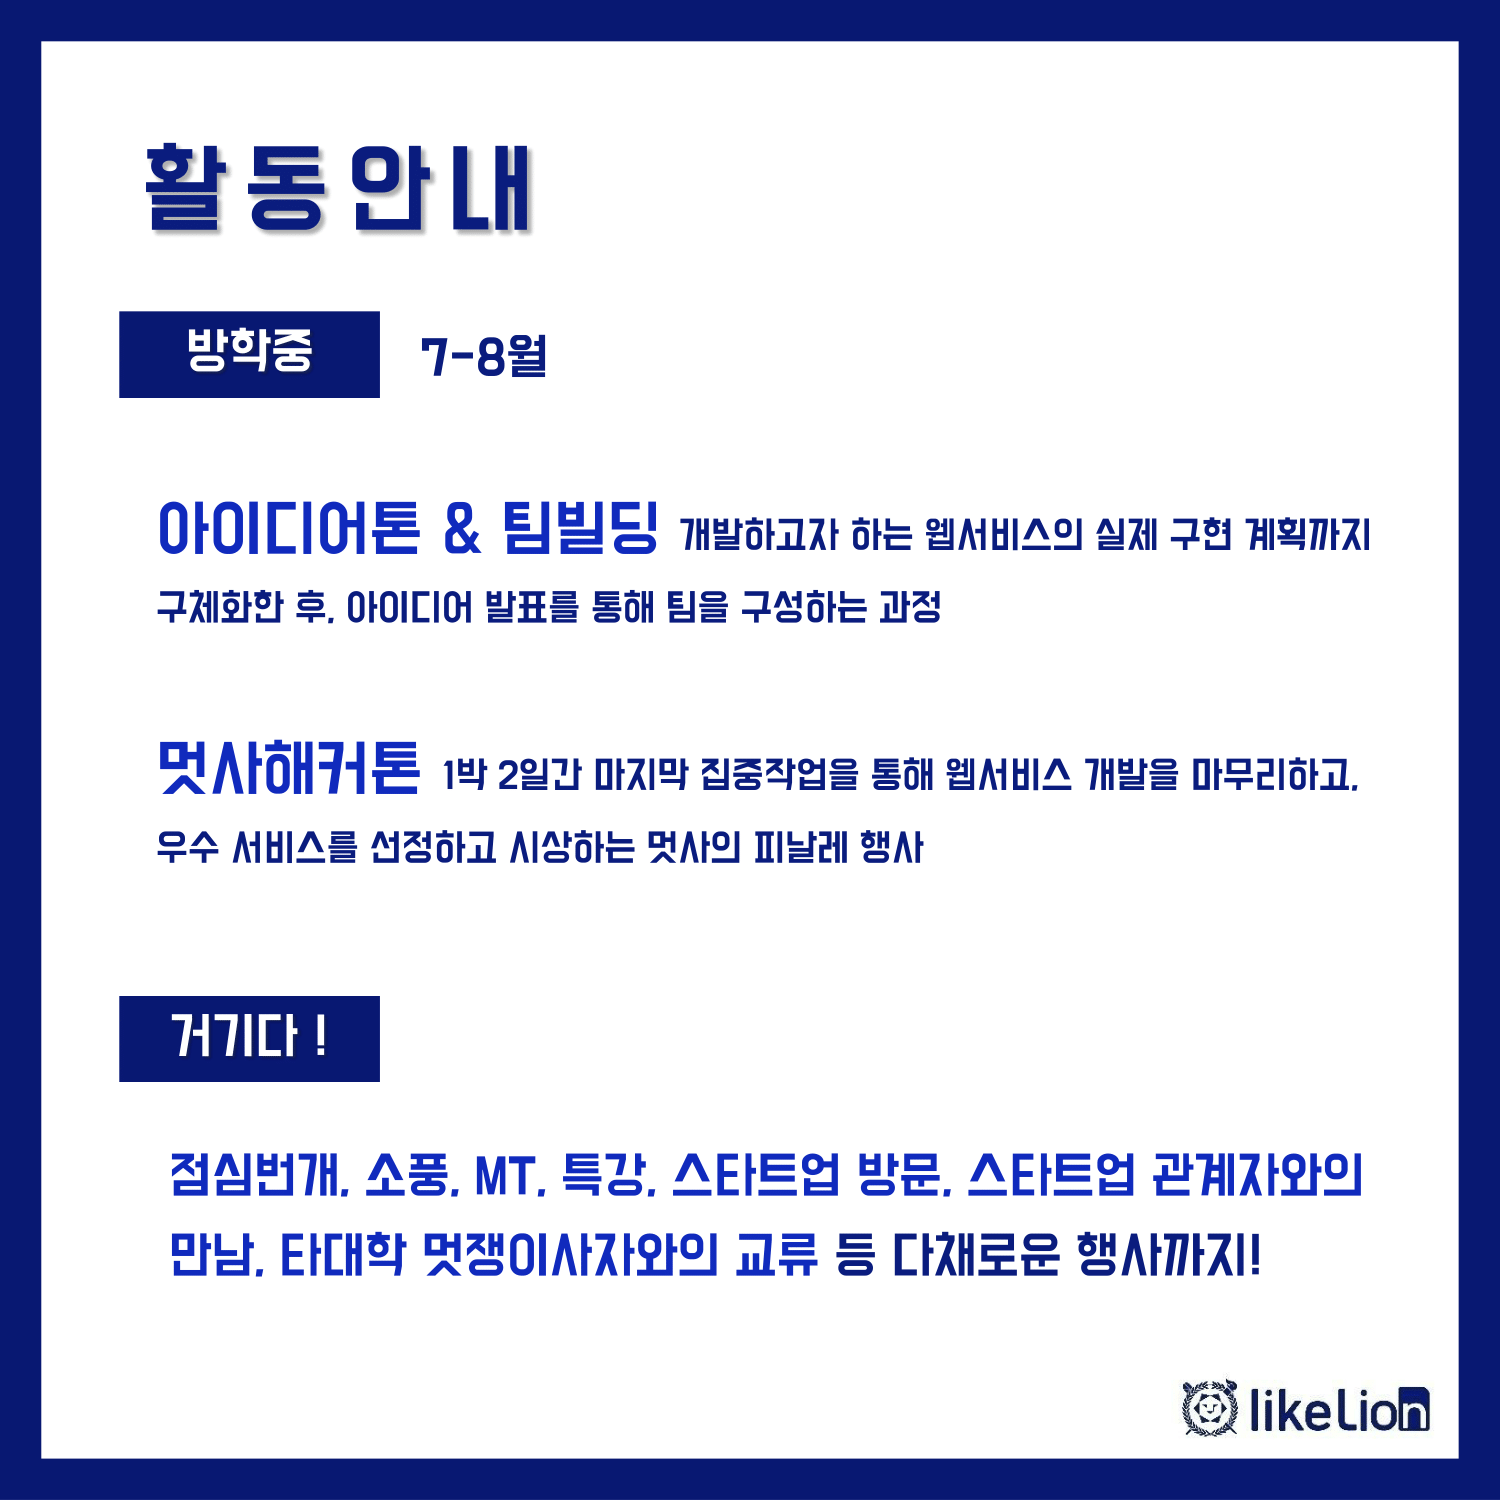 활동안내
방학중 7-8월
아이디어톤 & 팀빌딩 개발하고자 하는 웹서비스의 실제 구현 계획까지
구체화한 후, 아이디어 발표를 통해 팀을 구성하는 과정
멋사해커톤 1박 2일간 마지막 집중작업을 통해 웹서비스 개발을 마무리하고,
우수 서비스를 선정하고 시상하는 멋사의 피날레 행사
거기다 !
점심번개, 소풍, MT, 특강, 스타트업 방문, 스타트업 관계자와의
만남, 타대학 멋쟁이사자와의 교류 등 다채로운 행사까지!
likeLion